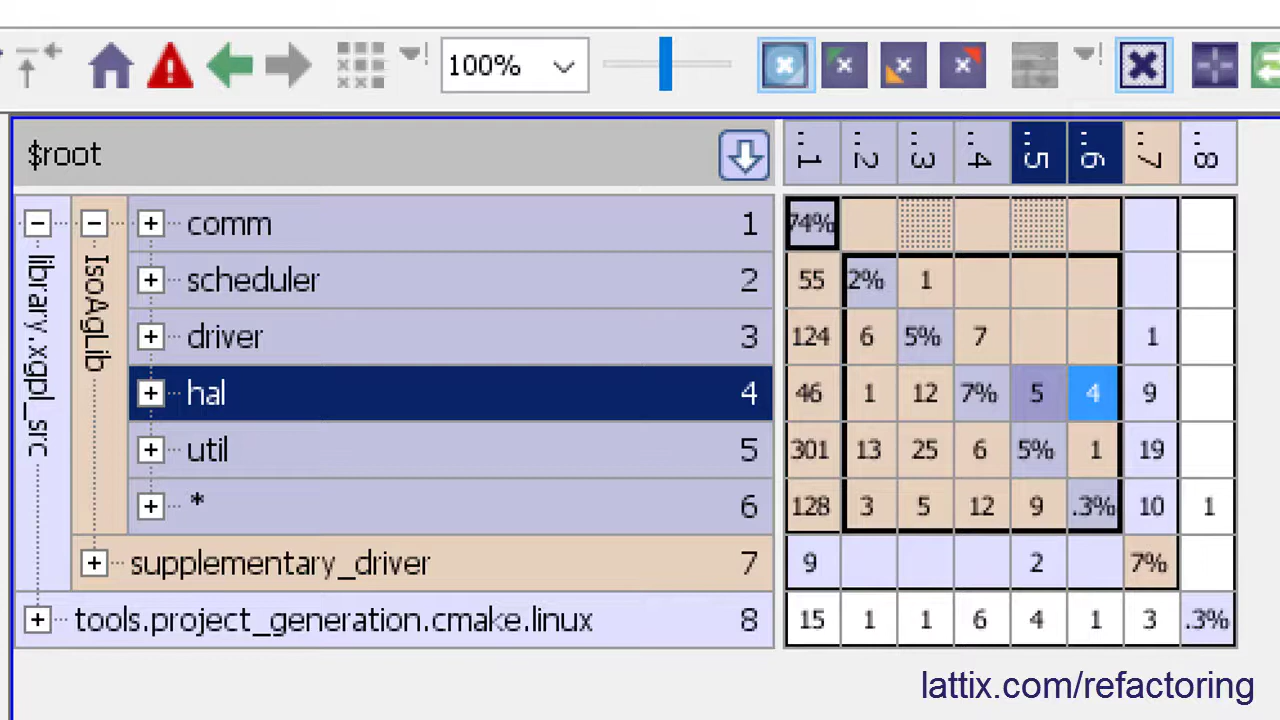 100%
$root 1 2 3 4 5 6 7 8
library.xgpl_src
IsoAgLib
comm 1 74%
scheduler 2 55 2% 1
driver 3 124 6 5% 7 1
hal 4 46 1 12 7% 5 4 9
util 5 301 13 25 6 5% 1 19
* 6 128 3 5 12 9 .3% 10 1
supplementary_driver 7 9 2 7%
tools.project_generation.cmake.linux 8 15 1 1 6 4 1 3 .3%
lattix.com/refactoring